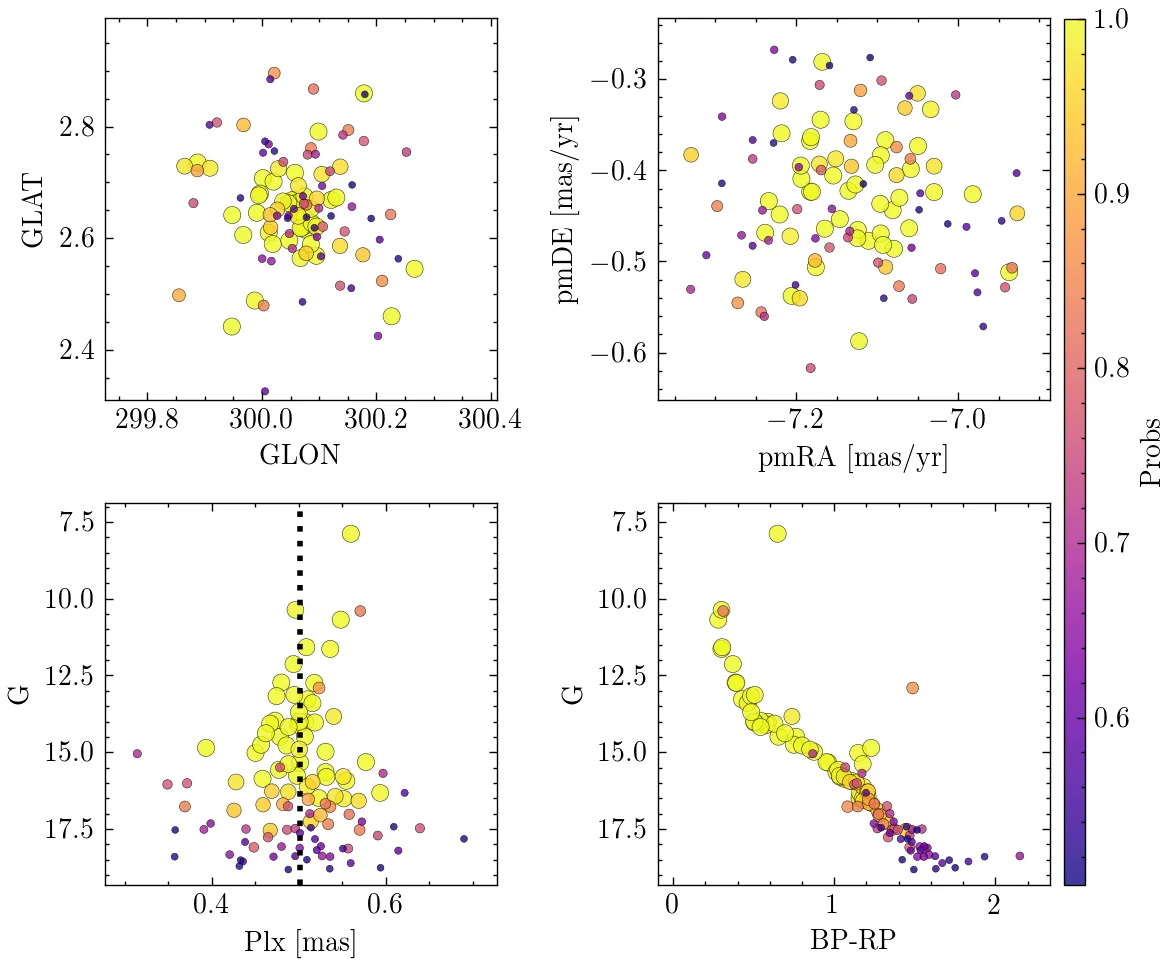 GLAT
2.8
2.6
2.4
299.8 300.0 300.2 300.4
GLON
pmDE [mas/yr]
−0.3
−0.4
−0.5
−0.6
−7.2 −7.0
pmRA [mas/yr]
G
7.5
10.0
12.5
15.0
17.5
0.4 0.6
Plx [mas]
G
7.5
10.0
12.5
15.0
17.5
0 1 2
BP-RP
1.0
0.9
0.8
0.7
0.6
Probs